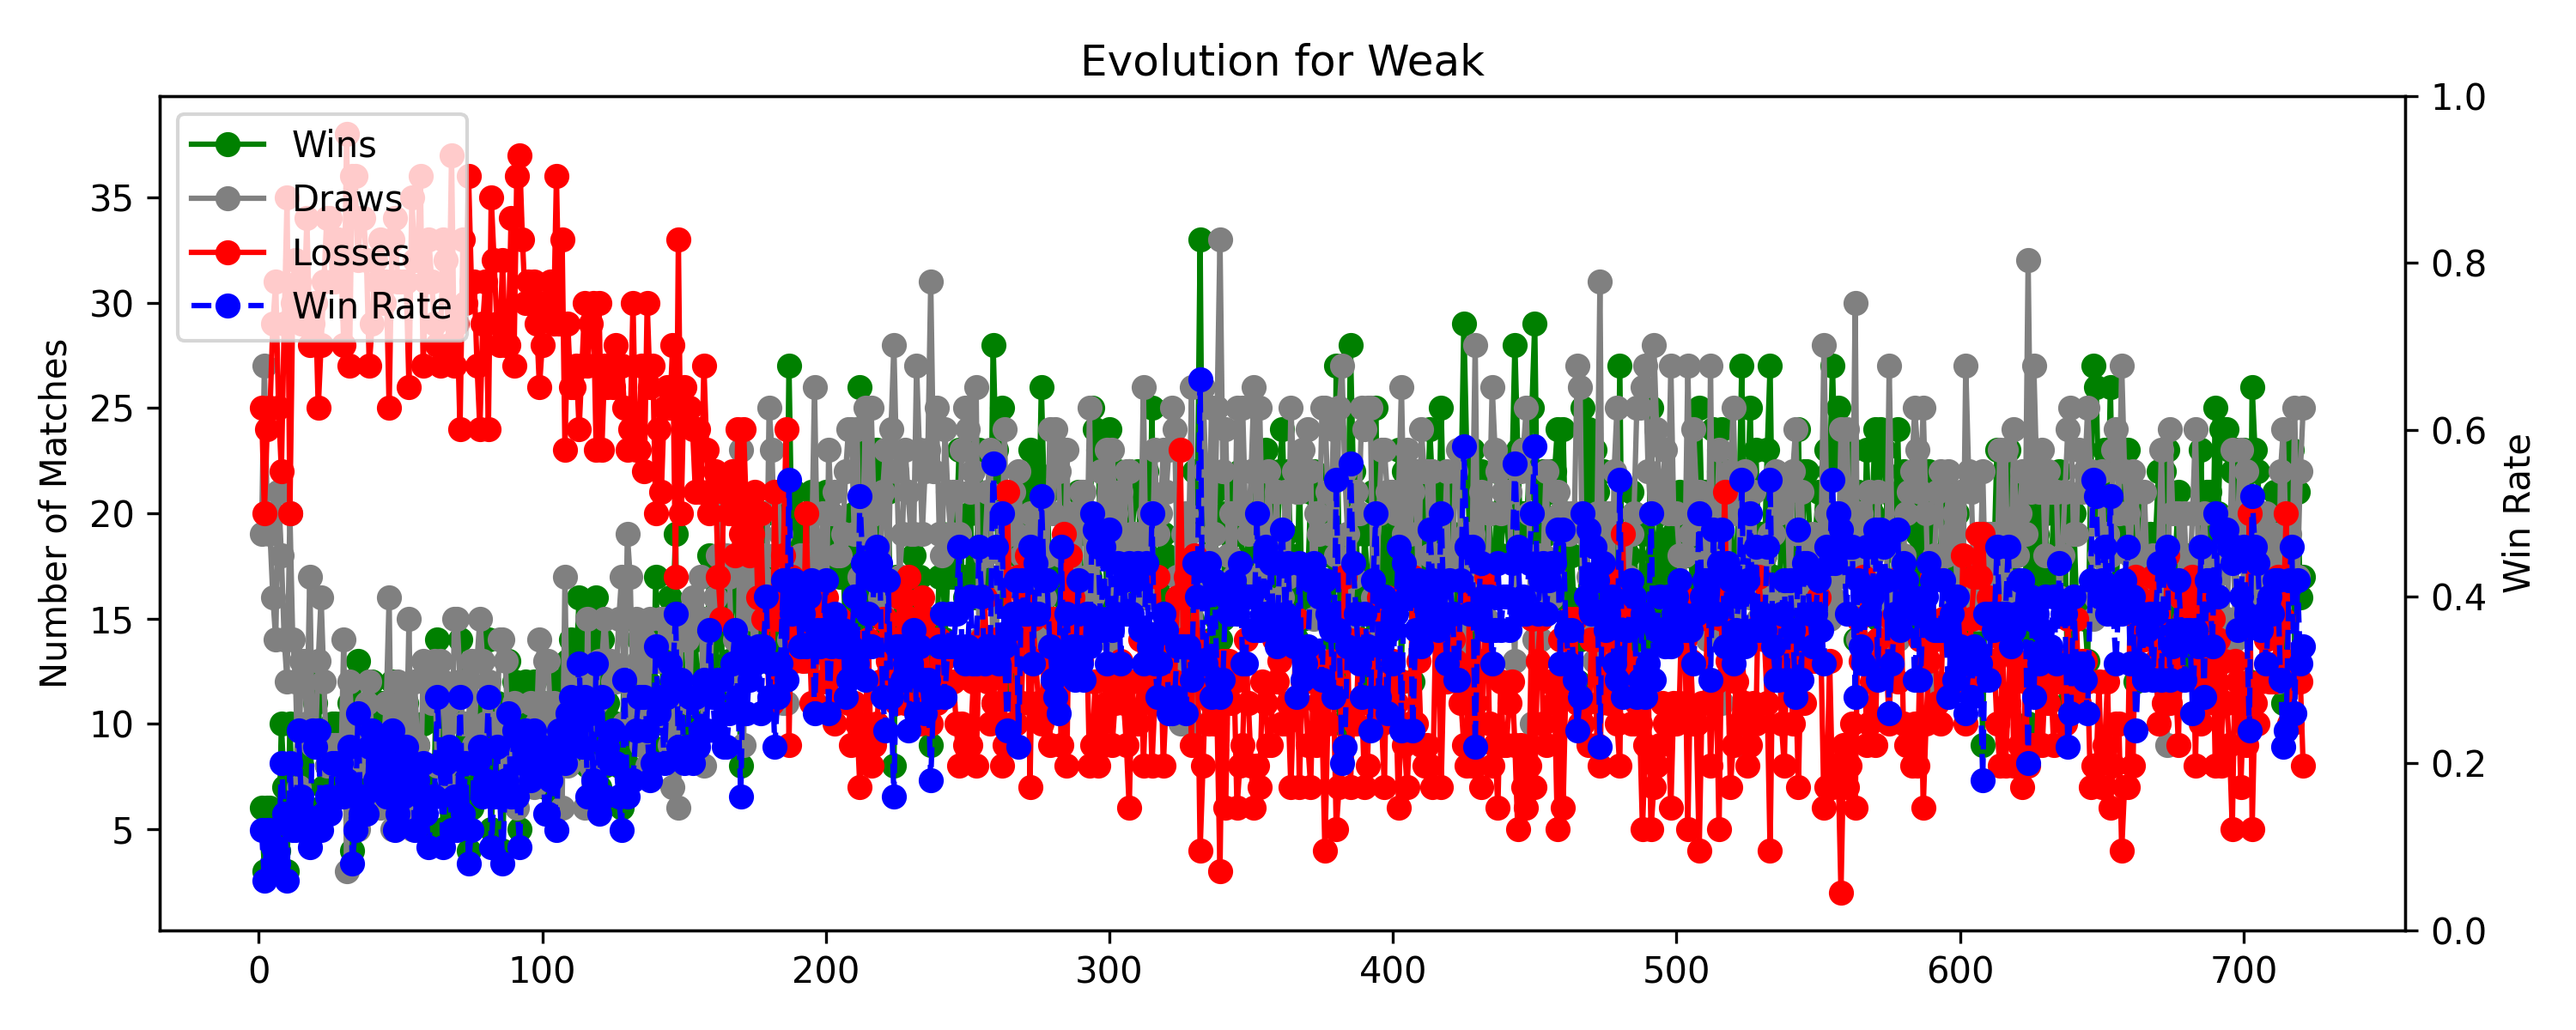 Evolution for Weak
Wins
Draws
Losses
Win Rate
Number of Matches
35
30
25
20
15
10
5
1.0
0.8
0.6
0.4
0.2
0.0
Win Rate
0 100 200 300 400 500 600 700